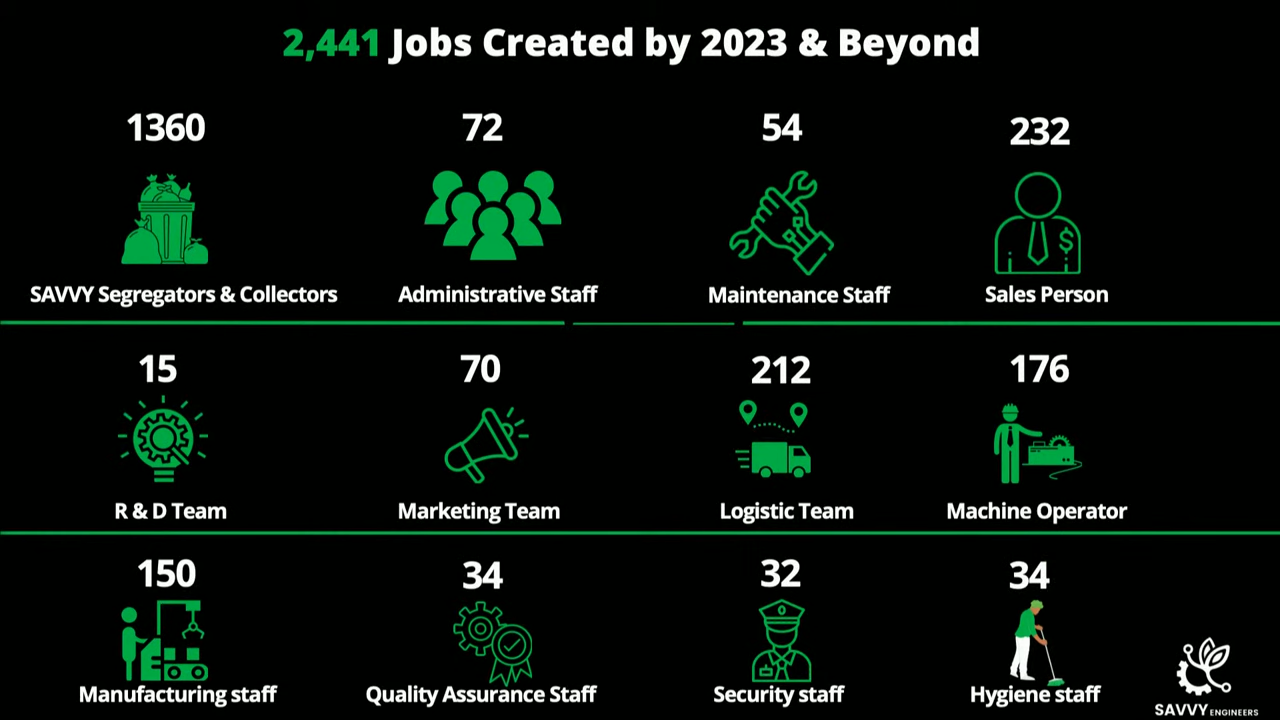 2,441 Jobs Created by 2023 & Beyond
1360
72
54
232
SAVVY Segregators & Collectors
Administrative Staff
Maintenance Staff
Sales Person
15
70
212
176
R & D Team
Marketing Team
Logistic Team
Machine Operator
150
34
32
34
Manufacturing staff
Quality Assurance Staff
Security staff
Hygiene staff
SAVVY ENGINEERS